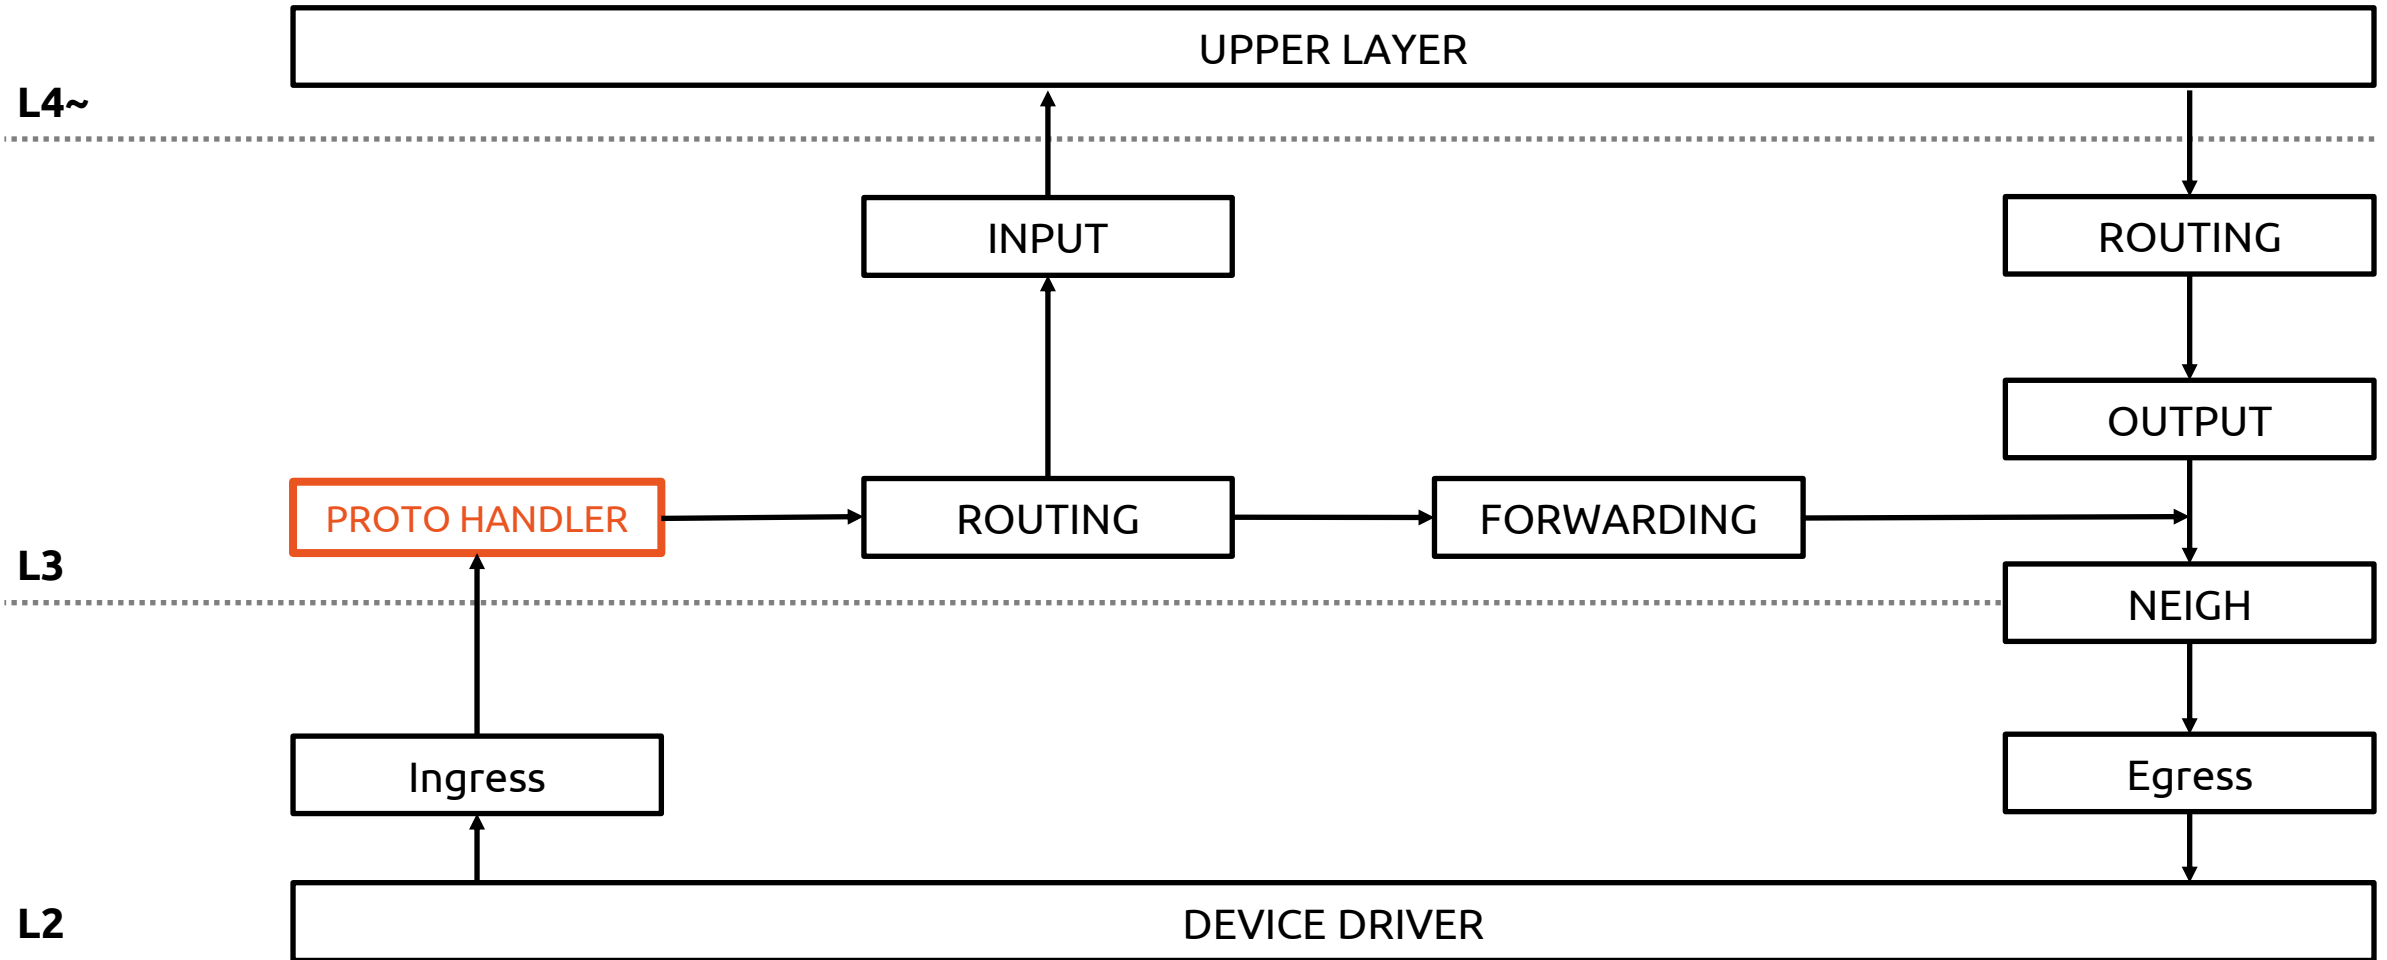 UPPER LAYER
L4~
INPUT
ROUTING
OUTPUT
PROTO HANDLER
ROUTING
FORWARDING
L3
NEIGH
Ingress
Egress
L2
DEVICE DRIVER